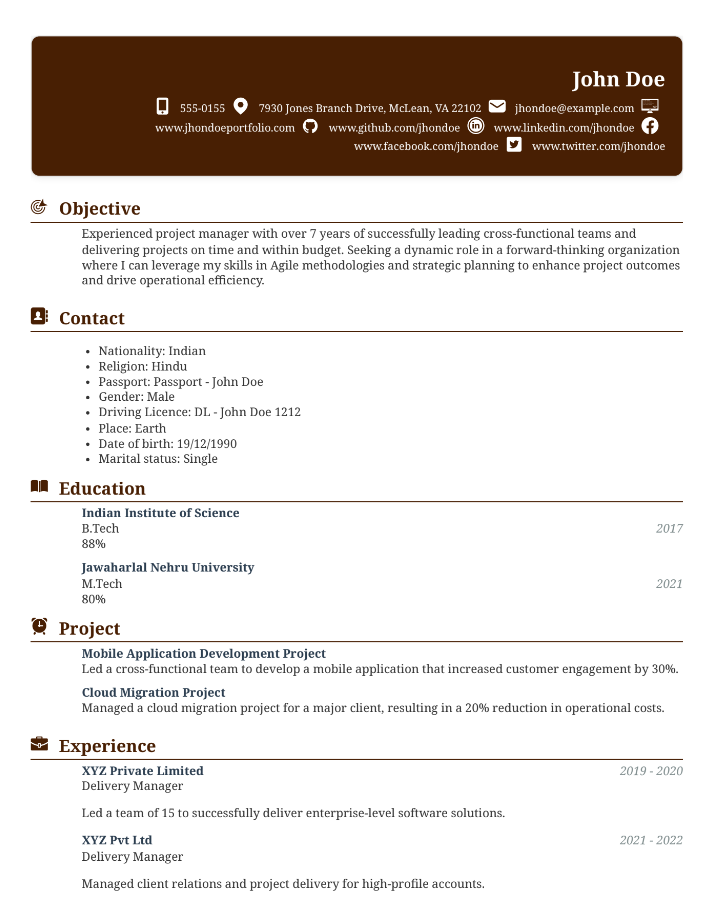 John Doe
555-0155 7930 Jones Branch Drive, McLean, VA 22102 jhondoe@example.com
www.jhondoeportfolio.com www.github.com/jhondoe www.linkedin.com/jhondoe
www.facebook.com/jhondoe www.twitter.com/jhondoe
Objective
Experienced project manager with over 7 years of successfully leading cross-functional teams and
delivering projects on time and within budget. Seeking a dynamic role in a forward-thinking organization
where I can leverage my skills in Agile methodologies and strategic planning to enhance project outcomes
and drive operational efficiency.
Contact
• Nationality: Indian
• Religion: Hindu
• Passport: Passport - John Doe
• Gender: Male
• Driving Licence: DL - John Doe 1212
• Place: Earth
• Date of birth: 19/12/1990
• Marital status: Single
Education
Indian Institute of Science
B.Tech 2017
88%
Jawaharlal Nehru University
M.Tech 2021
80%
Project
Mobile Application Development Project
Led a cross-functional team to develop a mobile application that increased customer engagement by 30%.
Cloud Migration Project
Managed a cloud migration project for a major client, resulting in a 20% reduction in operational costs.
Experience
XYZ Private Limited 2019 - 2020
Delivery Manager
Led a team of 15 to successfully deliver enterprise-level software solutions.
XYZ Pvt Ltd 2021 - 2022
Delivery Manager
Managed client relations and project delivery for high-profile accounts.